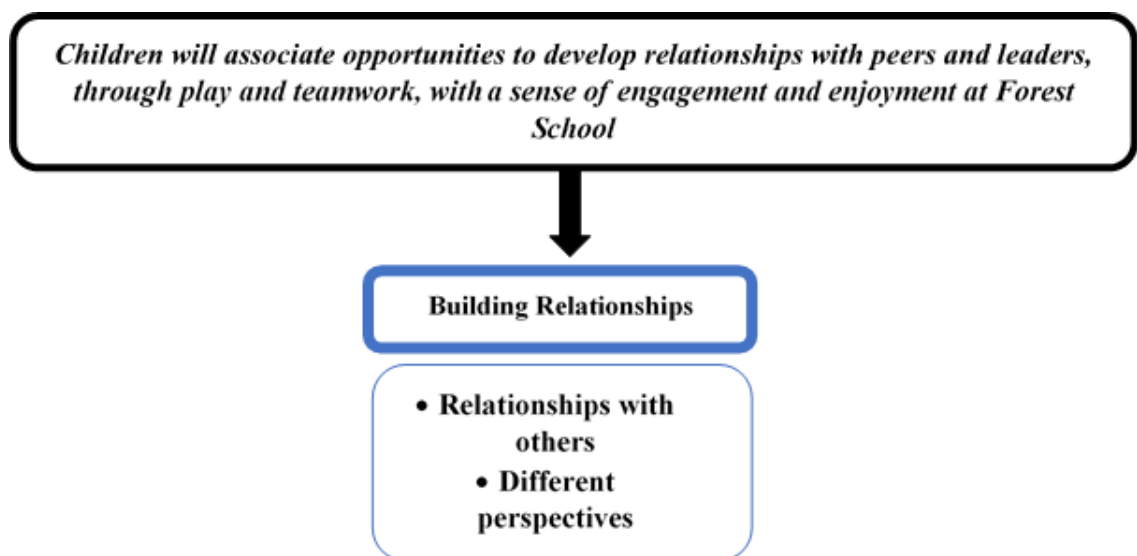 Children will associate opportunities to develop relationships with peers and leaders,
through play and teamwork, with a sense of engagement and enjoyment at Forest
School
Building Relationships
• Relationships with
others
• Different
perspectives